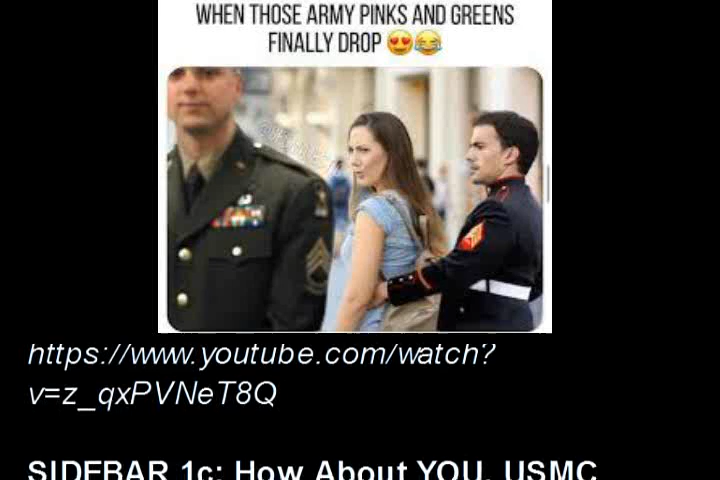 WHEN THOSE ARMY PINKS AND GREENS
FINALLY DROP 😍😂
https://www.youtube.com/watch?
v=z_qxPVNeT8Q
SIDEBAR 1c: How About YOU, USMC